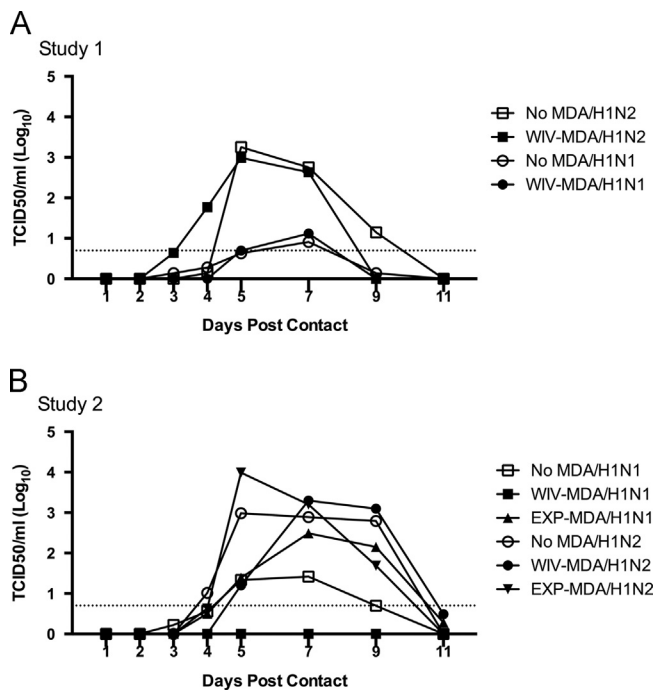 A
Study 1
5
4
3
2
1
0
TCID50/ml (Log10)
1 2 3 4 5 7 9 11
Days Post Contact
No MDA/H1N2
WIV-MDA/H1N2
No MDA/H1N1
WIV-MDA/H1N1
B
Study 2
5
4
3
2
1
0
TCID50/ml (Log10)
1 2 3 4 5 7 9 11
Days Post Contact
No MDA/H1N1
WIV-MDA/H1N1
EXP-MDA/H1N1
No MDA/H1N2
WIV-MDA/H1N2
EXP-MDA/H1N2